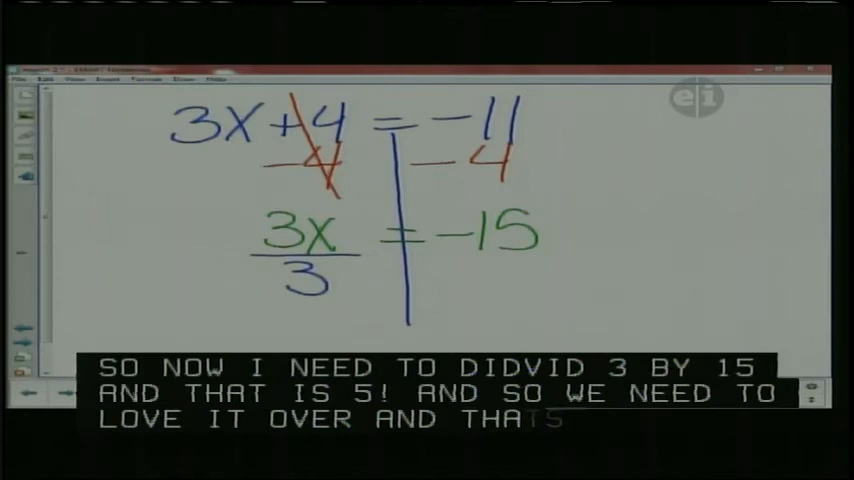 ei
3x + 4 = -11
-4 -4
3x = -15
3
SO NOW I NEED TO DIDVID 3 BY 15
AND THAT IS 5! AND SO WE NEED TO
LOVE IT OVER AND THATS